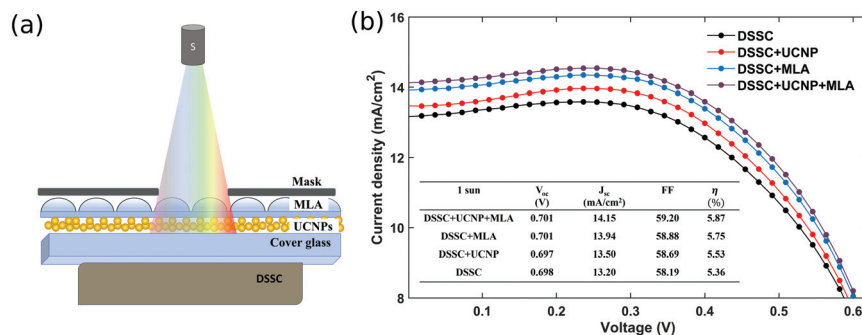 (a)
S
Mask
MLA
UCNPs
Cover glass
DSSC
(b)
16
14
12
10
8
Current density (mA/cm²)
DSSC
DSSC+UCNP
DSSC+MLA
DSSC+UCNP+MLA
1 sun Voc (V) Jsc (mA/cm²) FF η (%)
DSSC+UCNP+MLA 0.701 14.15 59.20 5.87
DSSC+MLA 0.701 13.94 58.88 5.75
DSSC+UCNP 0.697 13.50 58.69 5.53
DSSC 0.698 13.20 58.19 5.36
0.1 0.2 0.3 0.4 0.5 0.6
Voltage (V)